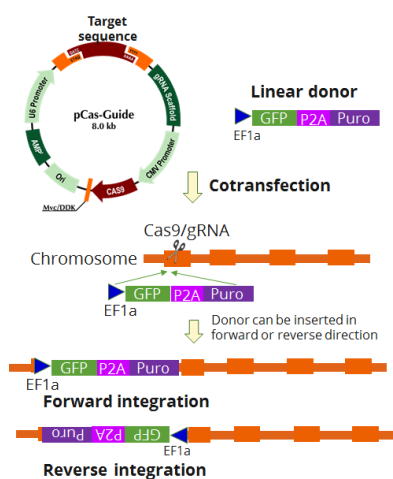 Target
sequence
U6 Promoter
gRNA Scaffold
pCas-Guide
8.0 kb
AMPr
CMV Promoter
Ori
CAS9
Myc/DDK
Linear donor
GFP P2A Puro
EF1a
Cotransfection
Cas9/gRNA
Chromosome
GFP P2A Puro
EF1a
Donor can be inserted in
forward or reverse direction
GFP P2A Puro
EF1a
Forward integration
Puro P2A GFP
EF1a
Reverse integration